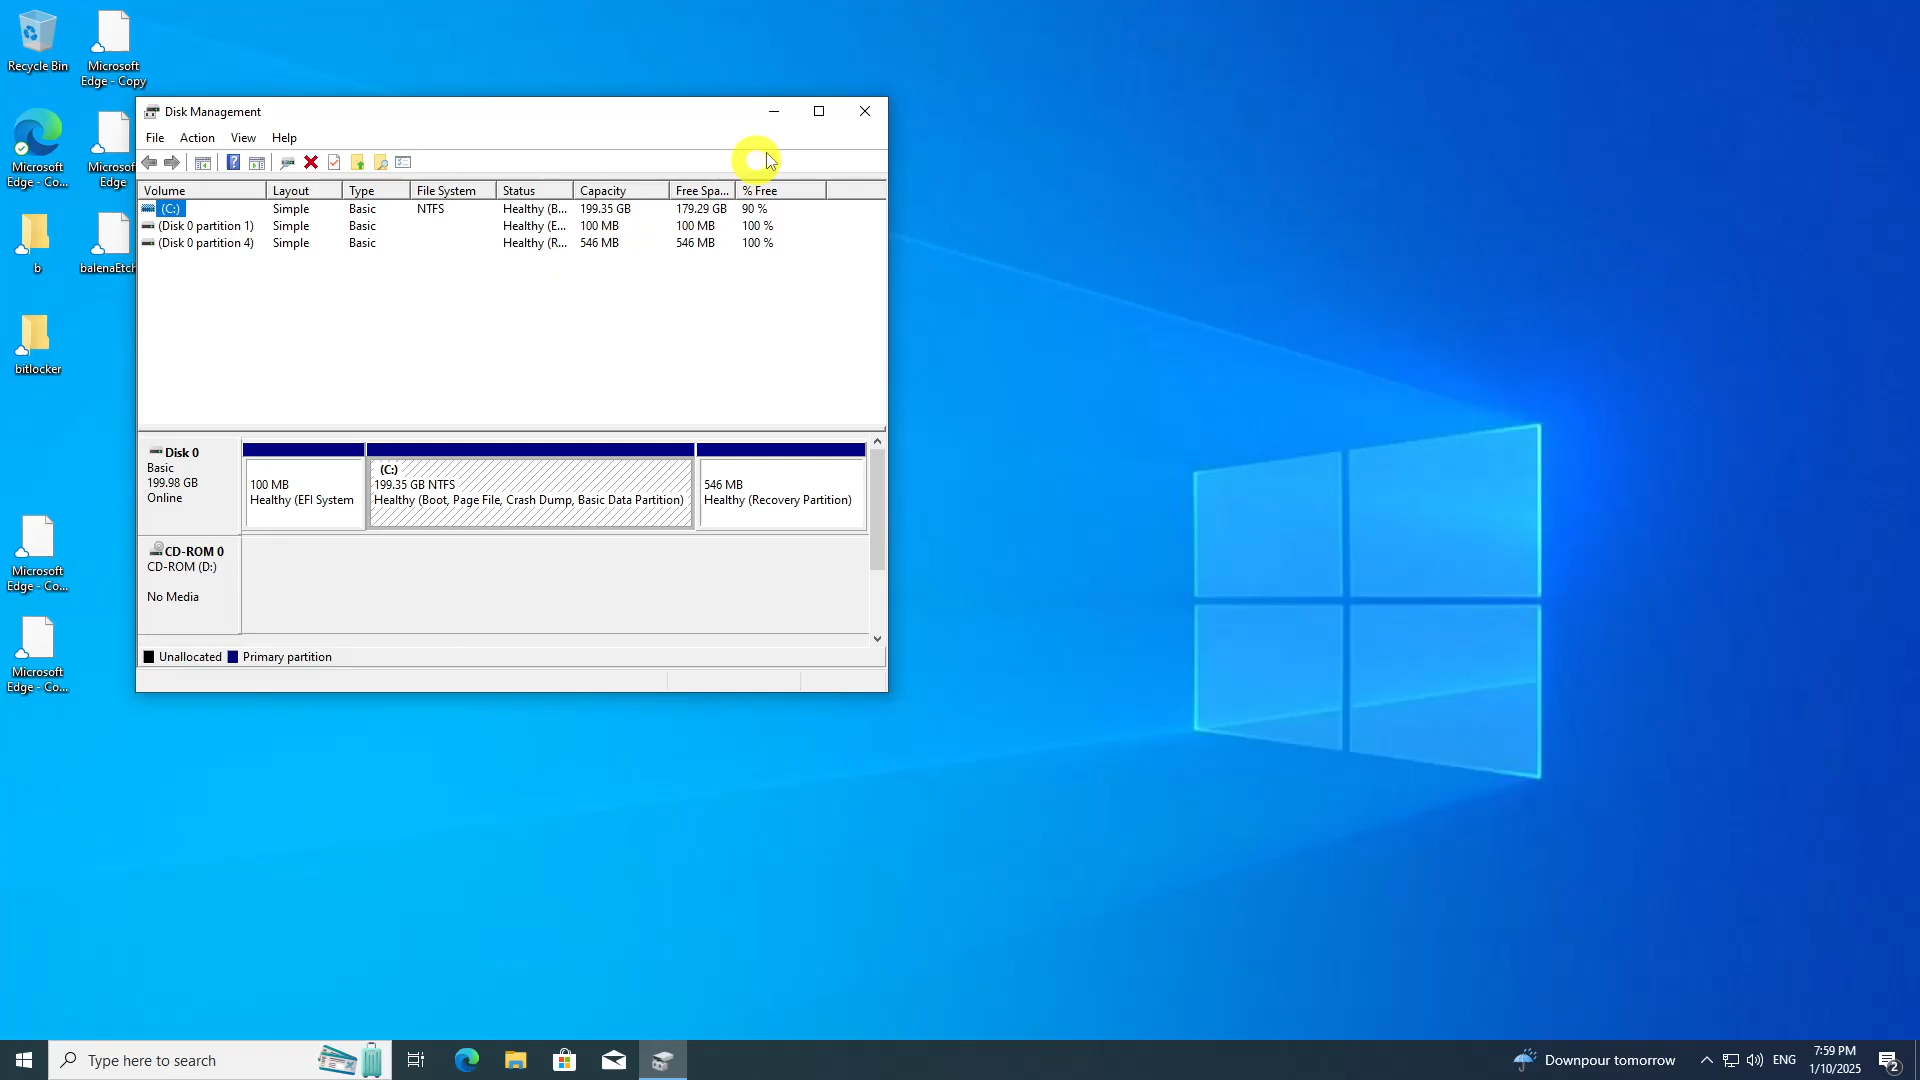 Recycle Bin
Microsoft
Edge - Copy
Microsoft
Edge - Co...
Microsof
Edge
b
balenaEtch
bitlocker
Microsoft
Edge - Co...
Microsoft
Edge - Co...
Disk Management
File Action View Help
Volume Layout Type File System Status Capacity Free Spa... % Free
(C:) Simple Basic NTFS Healthy (B... 199.35 GB 179.29 GB 90 %
(Disk 0 partition 1) Simple Basic Healthy (E... 100 MB 100 MB 100 %
(Disk 0 partition 4) Simple Basic Healthy (R... 546 MB 546 MB 100 %
Disk 0
Basic
199.98 GB
Online
100 MB
Healthy (EFI System
(C:)
199.35 GB NTFS
Healthy (Boot, Page File, Crash Dump, Basic Data Partition)
546 MB
Healthy (Recovery Partition)
CD-ROM 0
CD-ROM (D:)
No Media
Unallocated Primary partition
Type here to search
Downpour tomorrow
ENG
7:59 PM
1/10/2025
2